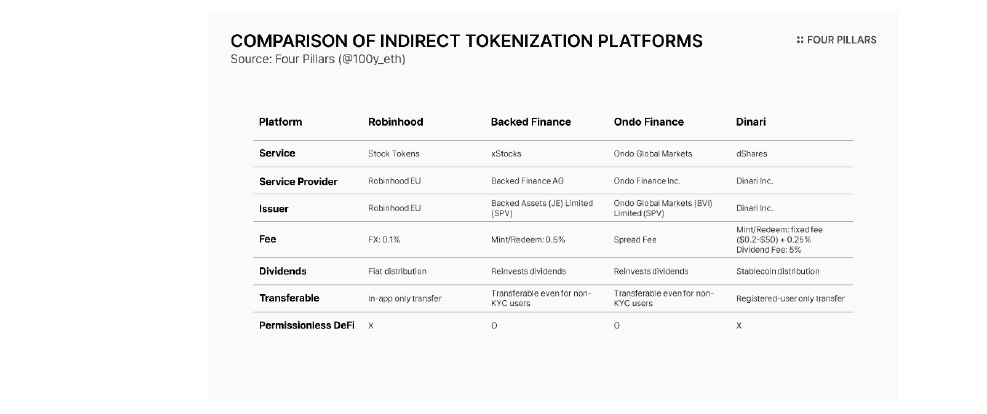 COMPARISON OF INDIRECT TOKENIZATION PLATFORMS
FOUR PILLARS
Source: Four Pillars (@100y_eth)
Platform Robinhood Backed Finance Ondo Finance Dinari
Service Stock Tokens xStocks Ondo Global Markets dShares
Service Provider Robinhood EU Backed Finance AG Ondo Finance Inc. Dinari Inc.
Issuer Robinhood EU Backed Assets (JE) Limited (SPV) Ondo Global Markets (BVI) Limited (SPV) Dinari Inc.
Fee FX: 0.1% Mint/Redeem: 0.5% Spread Fee Mint/Redeem: fixed fee ($0.2-$50) + 0.25% Dividend Fee: 5%
Dividends Fiat distribution Reinvests dividends Reinvests dividends Stablecoin distribution
Transferable In-app only transfer Transferable even for non-KYC users Transferable even for non-KYC users Registered-user only transfer
Permissionless DeFi X O O X